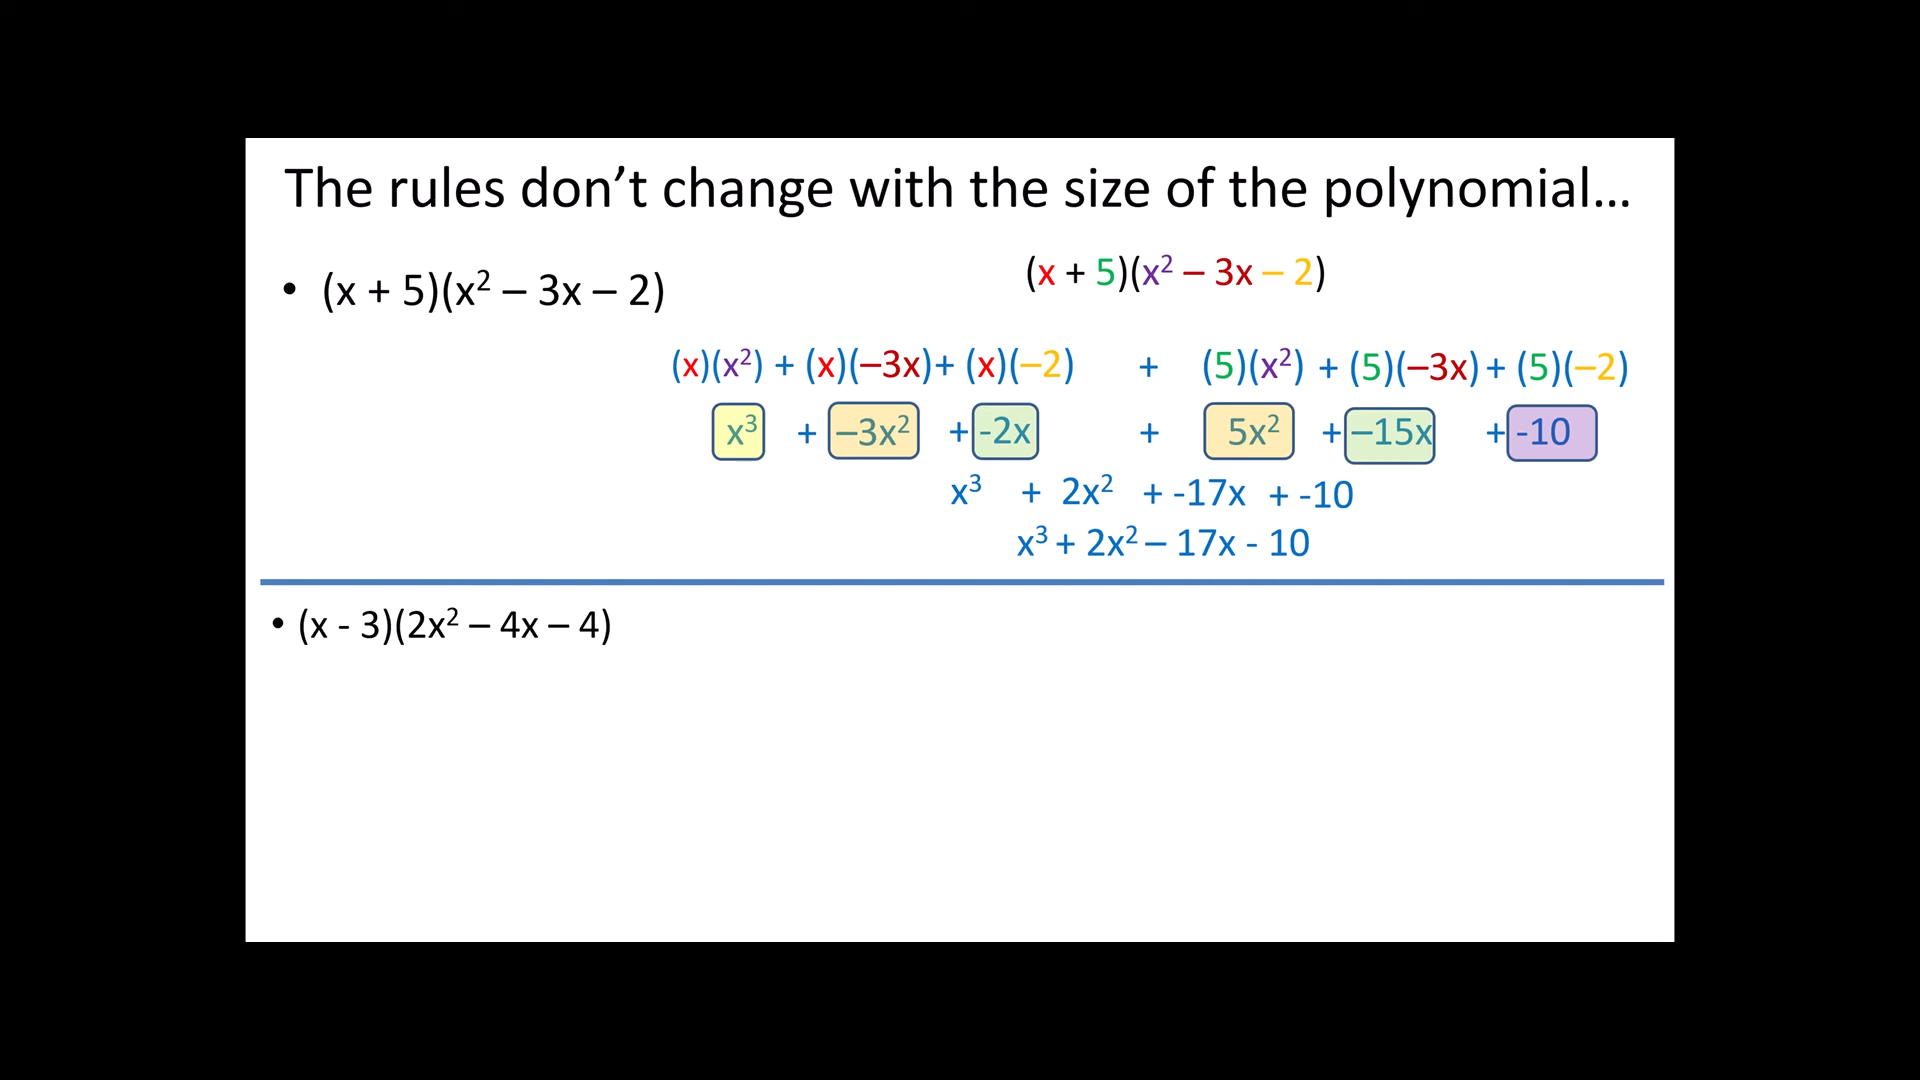 The rules don’t change with the size of the polynomial...
• (x + 5)(x² – 3x – 2)
(x + 5)(x² – 3x – 2)
(x)(x²) + (x)(–3x)+ (x)(–2) + (5)(x²) + (5)(–3x) + (5)(–2)
x³ + –3x² + -2x + 5x² + –15x + -10
x³ + 2x² + -17x + -10
x³ + 2x² – 17x - 10
• (x - 3)(2x² – 4x – 4)